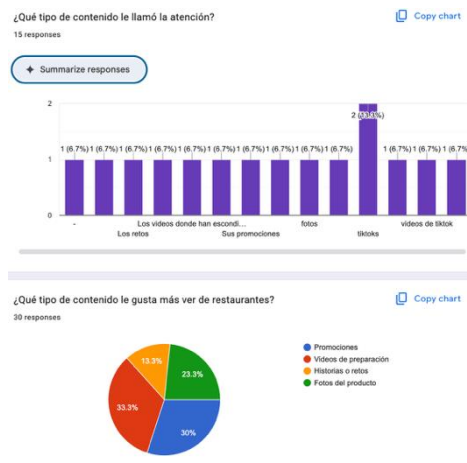 ¿Qué tipo de contenido le llamó la atención?
Copy chart
15 responses
Summarize responses
2
2 (13.3%)
1 (6.7%) 1 (6.7%) 1 (6.7%) 1 (6.7%) 1 (6.7%) 1 (6.7%) 1 (6.7%) 1 (6.7%) 1 (6.7%) 1 (6.7%) 1 (6.7%) 1 (6.7%) 1 (6.7%
1
0
-
Los videos donde han escondi...
fotos
videos de tiktok
Los retos
Sus promociones
tiktoks
¿Qué tipo de contenido le gusta más ver de restaurantes?
Copy chart
30 responses
Promociones
Videos de preparación
Historias o retos
Fotos del producto
13.3%
23.3%
33.3%
30%